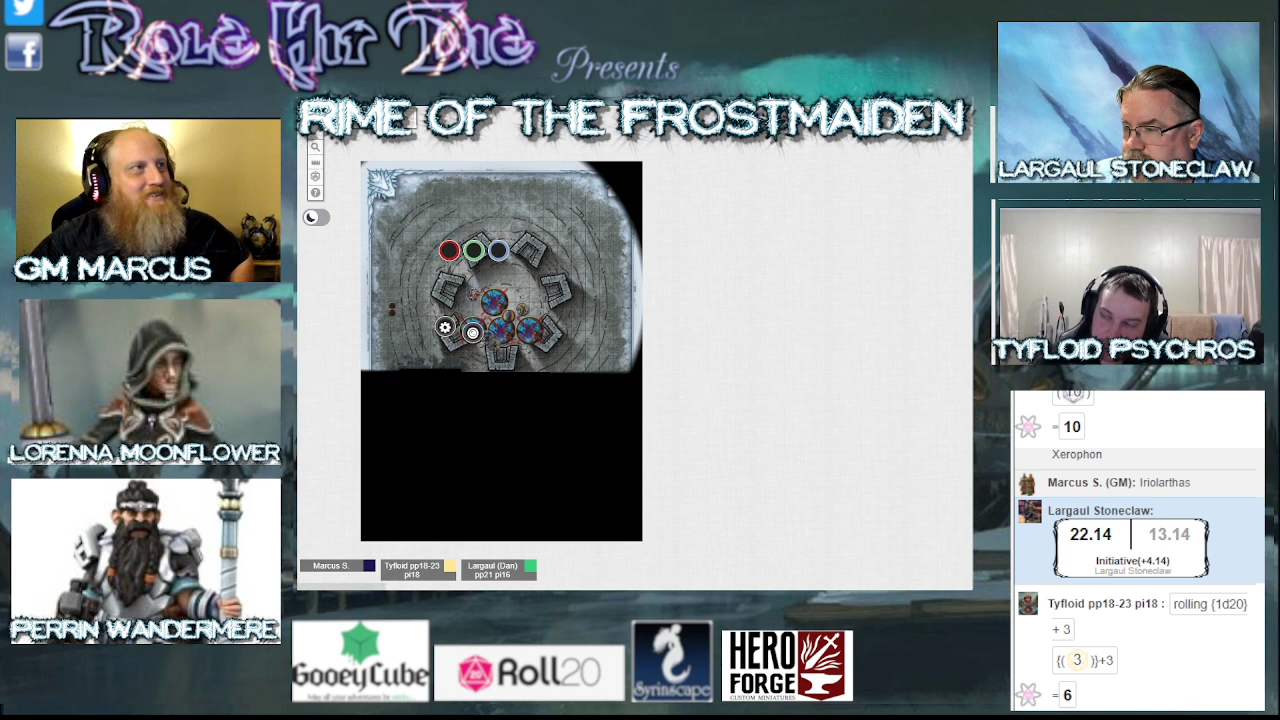 Role Hit Die
Presents
RIME OF THE FROSTMAIDEN
GM MARCUS
LORENNA MOONFLOWER
PERRIN WANDERMERE
LARGAUL STONECLAW
TYFLOID PSYCHROS
Marcus S.
Tyfloid pp18-23
pi18
Largaul (Dan)
pp21 pi16
= 10
Xerophon
Marcus S. (GM): Iriolarthas
Largaul Stoneclaw:
22.14 13.14
Initiative(+4.14)
Largaul Stoneclaw
Tyfloid pp18-23 pi18 : rolling {1d20}
+ 3
{( 3 )}+3
= 6
GooeyCube
Roll20
Syrinscape
HERO
FORGE
CUSTOM MINIATURES